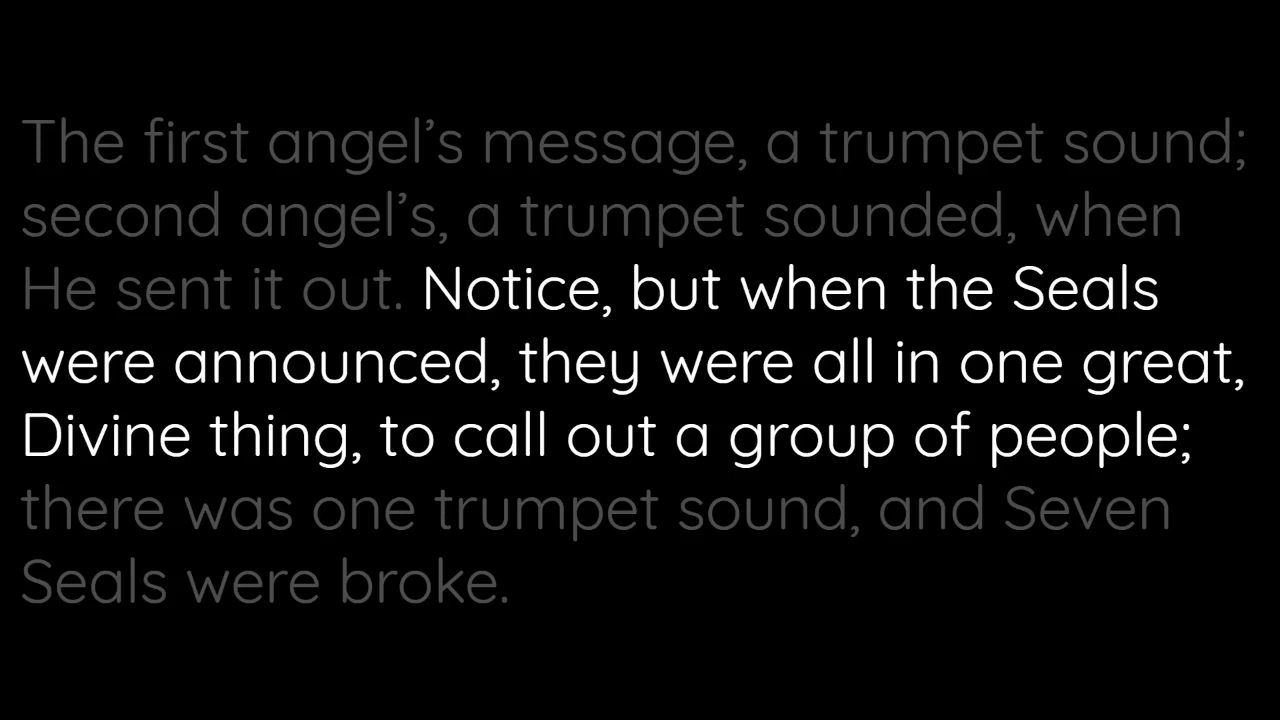 The first angel’s message, a trumpet sound;
second angel’s, a trumpet sounded, when
He sent it out. Notice, but when the Seals
were announced, they were all in one great,
Divine thing, to call out a group of people;
there was one trumpet sound, and Seven
Seals were broke.